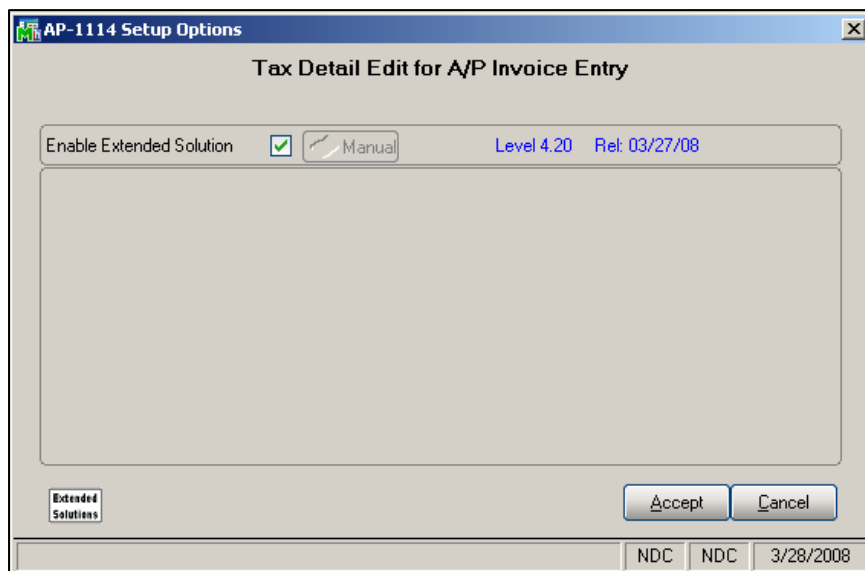 AP-1114 Setup Options
Tax Detail Edit for A/P Invoice Entry
Enable Extended Solution Manual Level 4.20 Rel: 03/27/08
Extended
Solutions
Accept Cancel
NDC NDC 3/28/2008